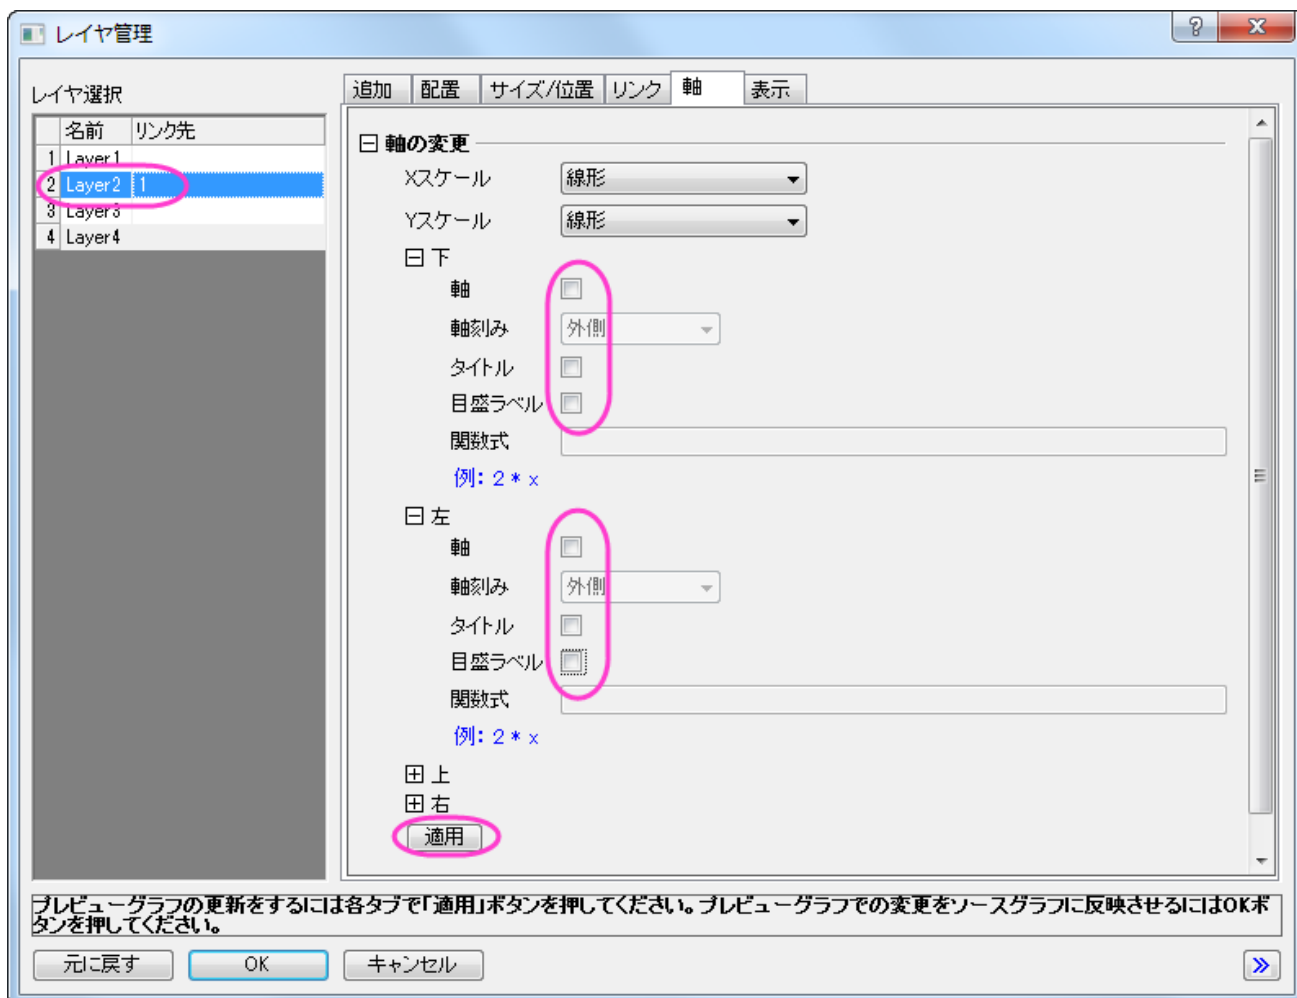 レイヤ管理
?
X
レイヤ選択
名前 リンク先
1 Layer1
2 Layer2 1
3 Layer3
4 Layer4
追加 配置 サイズ/位置 リンク 軸 表示
軸の変更
Xスケール 線形
Yスケール 線形
下
軸
軸刻み 外側
タイトル
目盛ラベル
関数式
例: 2 * x
左
軸
軸刻み 外側
タイトル
目盛ラベル
関数式
例: 2 * x
上
右
適用
プレビューグラフの更新をするには各タブで「適用」ボタンを押してください。プレビューグラフでの変更をソースグラフに反映させるにはOKボ
タンを押してください。
元に戻す OK キャンセル